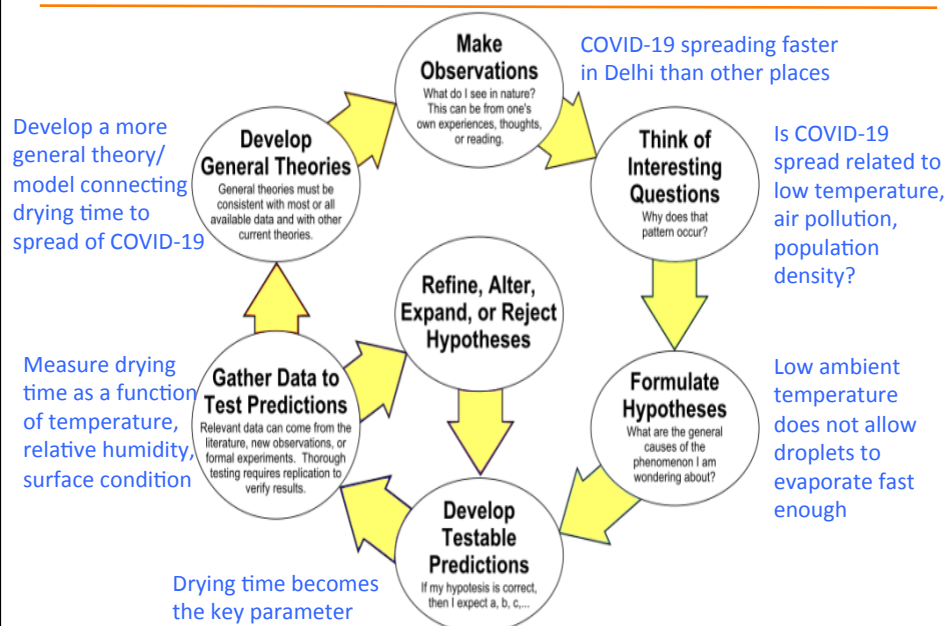 Make
Observations
What do I see in nature?
This can be from one's
own experiences, thoughts,
or reading.
COVID-19 spreading faster
in Delhi than other places
Think of
Interesting
Questions
Why does that
pattern occur?
Is COVID-19
spread related to
low temperature,
air pollution,
population
density?
Formulate
Hypotheses
What are the general
causes of the
phenomenon I am
wondering about?
Low ambient
temperature
does not allow
droplets to
evaporate fast
enough
Develop
Testable
Predictions
If my hypotesis is correct,
then I expect a, b, c,...
Drying time becomes
the key parameter
Gather Data to
Test Predictions
Relevant data can come from the
literature, new observations, or
formal experiments. Thorough
testing requires replication to
verify results.
Measure drying
time as a function
of temperature,
relative humidity,
surface condition
Refine, Alter,
Expand, or Reject
Hypotheses
Develop
General Theories
General theories must be
consistent with most or all
available data and with other
current theories.
Develop a more
general theory/
model connecting
drying time to
spread of COVID-19